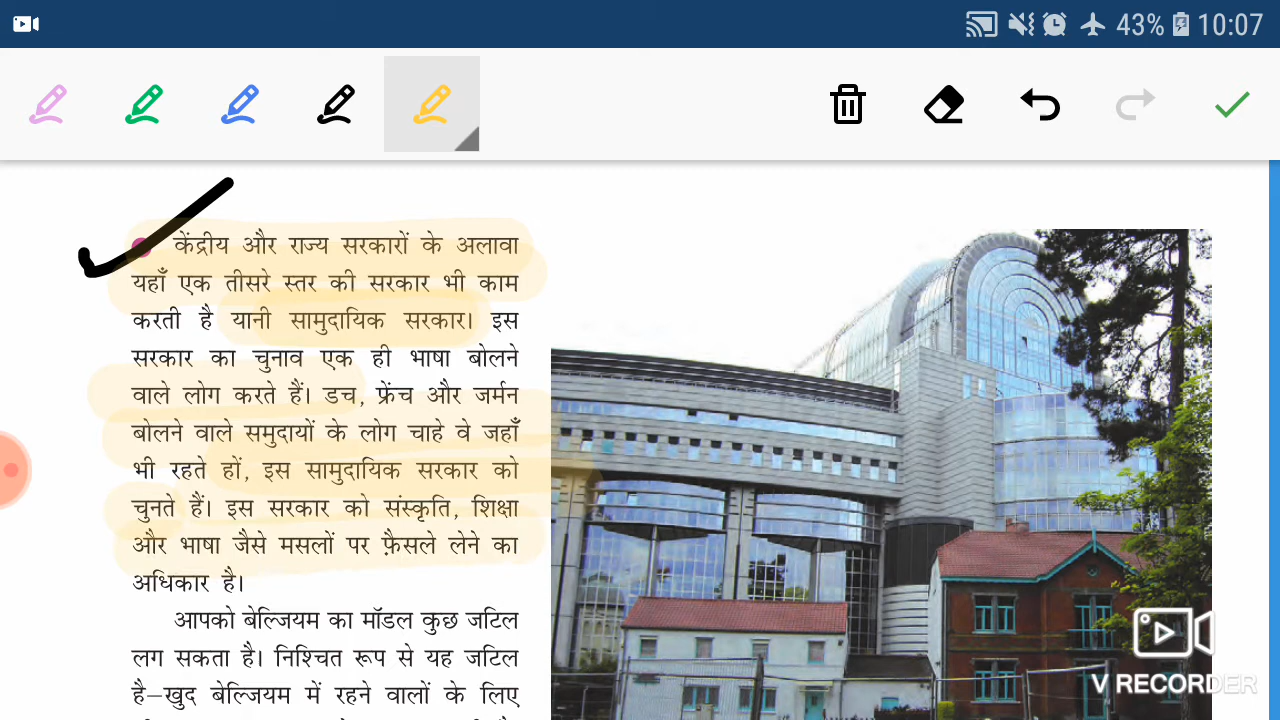 43% 10:07
केंद्रीय और राज्य सरकारों के अलावा
यहाँ एक तीसरे स्तर की सरकार भी काम
करती है यानी सामुदायिक सरकार। इस
सरकार का चुनाव एक ही भाषा बोलने
वाले लोग करते हैं। डच, फ्रेंच और जर्मन
बोलने वाले समुदायों के लोग चाहे वे जहाँ
भी रहते हों, इस सामुदायिक सरकार को
चुनते हैं। इस सरकार को संस्कृति, शिक्षा
और भाषा जैसे मसलों पर फ़ैसले लेने का
अधिकार है।
आपको बेल्जियम का मॉडल कुछ जटिल
लग सकता है। निश्चित रूप से यह जटिल
है–खुद बेल्जियम में रहने वालों के लिए
V RECORDER